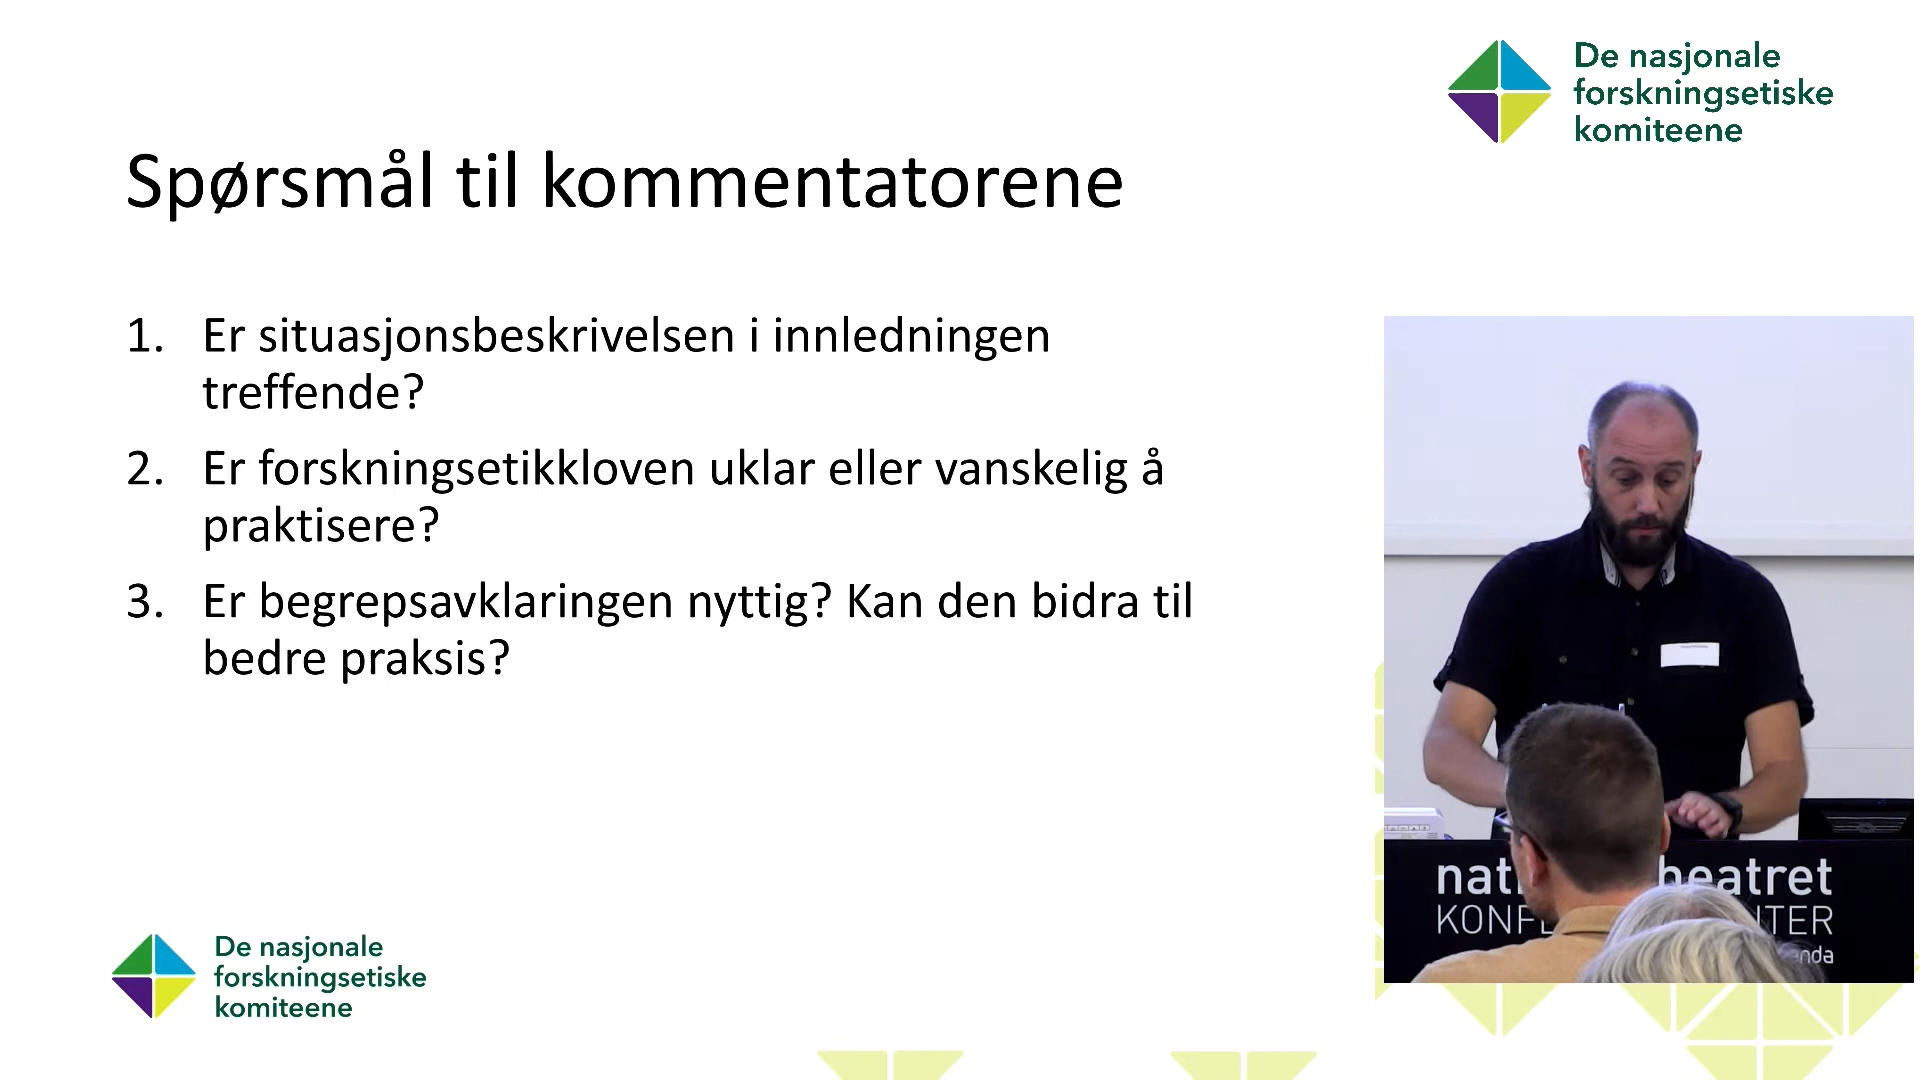 De nasjonale
forskningsetiske
komiteene
Spørsmål til kommentatorene
1. Er situasjonsbeskrivelsen i innledningen
treffende?
2. Er forskningsetikkloven uklar eller vanskelig å
praktisere?
3. Er begrepsavklaringen nyttig? Kan den bidra til
bedre praksis?
De nasjonale
forskningsetiske
komiteene